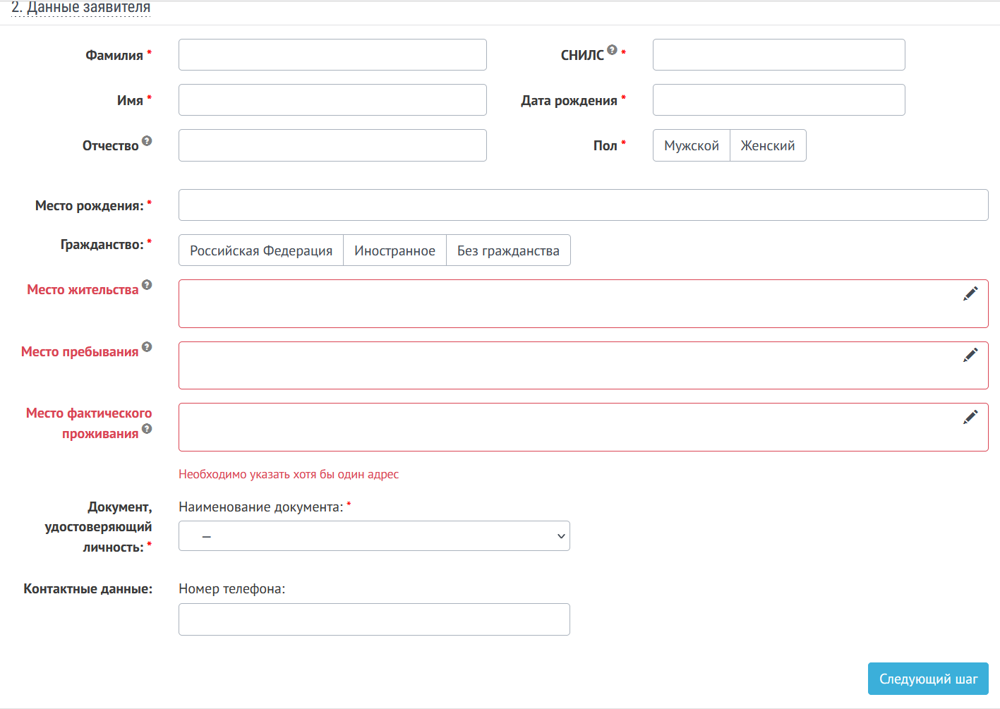 2. Данные заявителя
Фамилия *
СНИЛС ? *
Имя *
Дата рождения *
Отчество ?
Пол *
Мужской
Женский
Место рождения: *
Гражданство: *
Российская Федерация
Иностранное
Без гражданства
Место жительства ?
Место пребывания ?
Место фактического
проживания ?
Необходимо указать хотя бы один адрес
Документ,
удостоверяющий
личность: *
Наименование документа: *
—
Контактные данные:
Номер телефона:
Следующий шаг